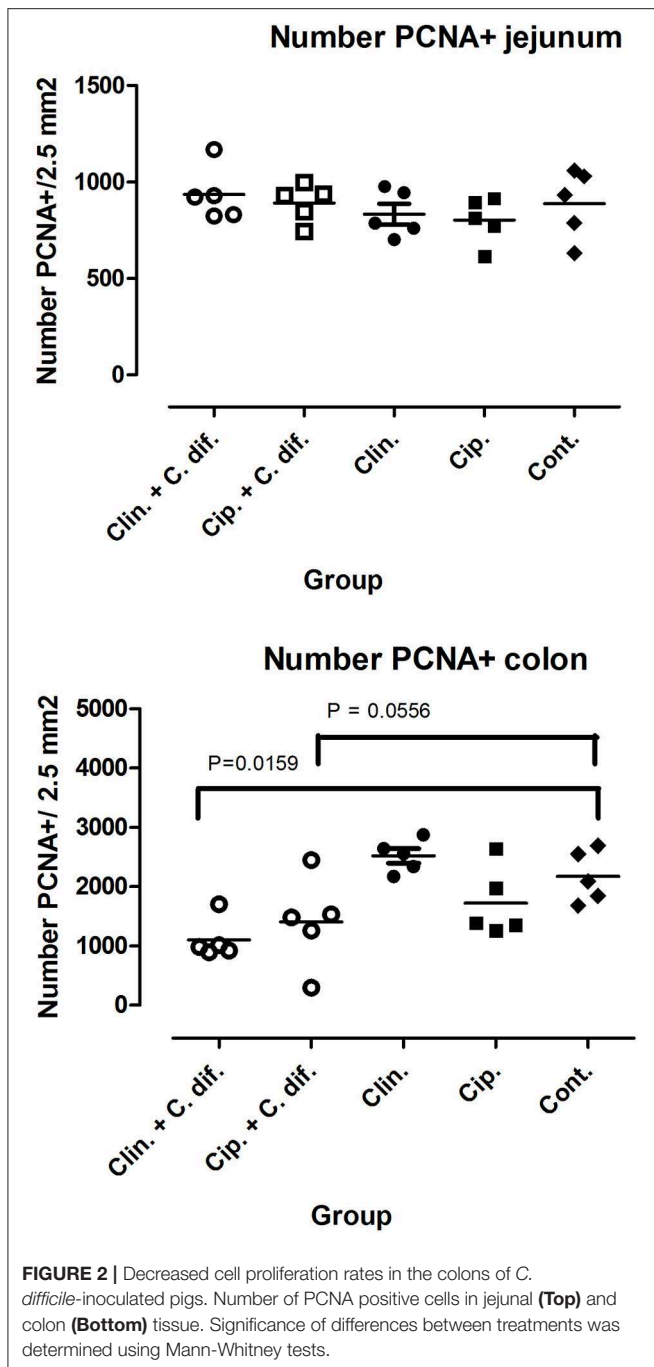 Number PCNA+ jejunum
Number PCNA+/2.5 mm2
1500
1000
500
0
Clin. + C. dif.
Cip. + C. dif.
Clin.
Cip.
Cont.
Group
Number PCNA+ colon
Number PCNA+/ 2.5 mm2
5000
4000
3000
2000
1000
0
P = 0.0556
P=0.0159
Clin. + C. dif.
Cip. + C. dif.
Clin.
Cip.
Cont.
Group
FIGURE 2 | Decreased cell proliferation rates in the colons of C.
difficile-inoculated pigs. Number of PCNA positive cells in jejunal (Top) and
colon (Bottom) tissue. Significance of differences between treatments was
determined using Mann-Whitney tests.